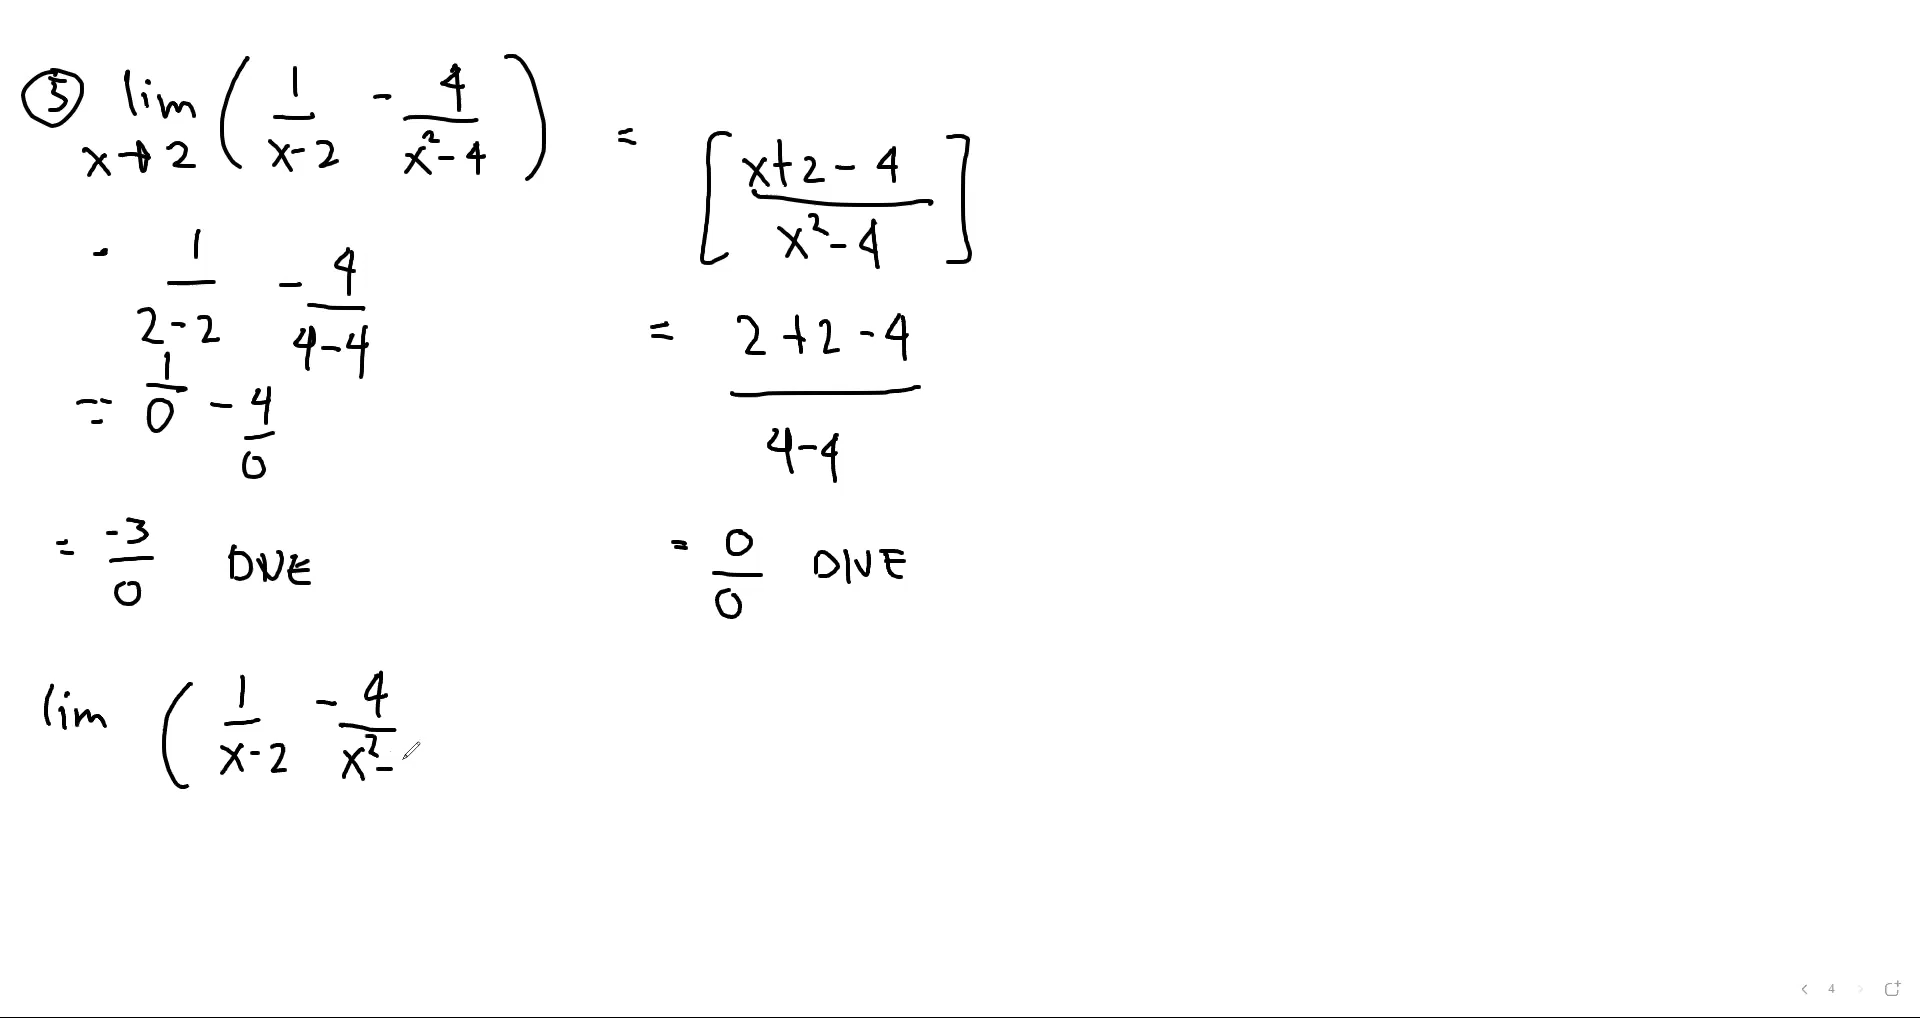 ⑤ lim x→2 ( 1/(x-2) - 4/(x²-4) ) = [ (x+2-4)/(x²-4) ]
- 1/(2-2) - 4/(4-4)
= (2+2-4)/(4-4)
= 1/0 - 4/0
= -3/0 DNE
= 0/0 DNE
lim ( 1/(x-2) - 4/(x²-
4